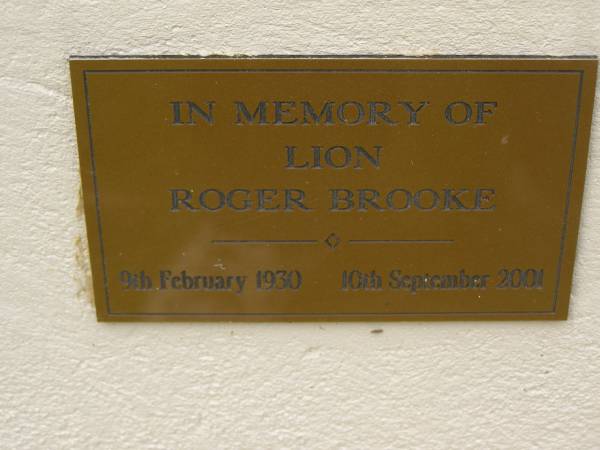 IN MEMORY OF
LION
ROGER BROOKE
9th February 1930 10th September 2001